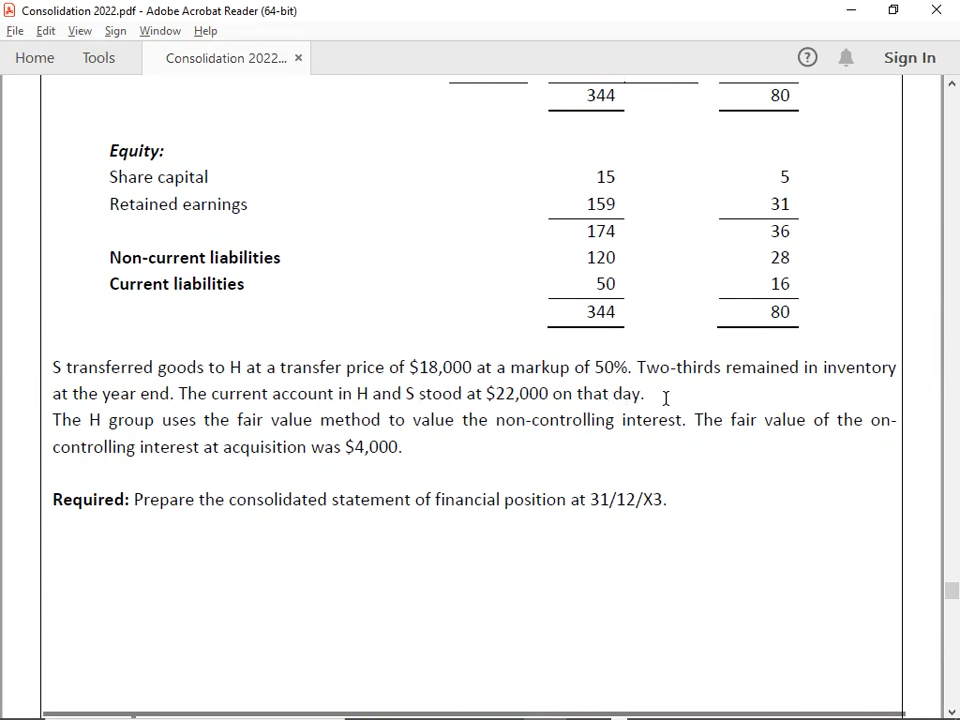 Consolidation 2022.pdf - Adobe Acrobat Reader (64-bit)
File Edit View Sign Window Help
Home Tools Consolidation 2022... × Sign In
344 80
Equity:
Share capital 15 5
Retained earnings 159 31
174 36
Non-current liabilities 120 28
Current liabilities 50 16
344 80
S transferred goods to H at a transfer price of $18,000 at a markup of 50%. Two-thirds remained in inventory
at the year end. The current account in H and S stood at $22,000 on that day.
The H group uses the fair value method to value the non-controlling interest. The fair value of the on-
controlling interest at acquisition was $4,000.
Required: Prepare the consolidated statement of financial position at 31/12/X3.